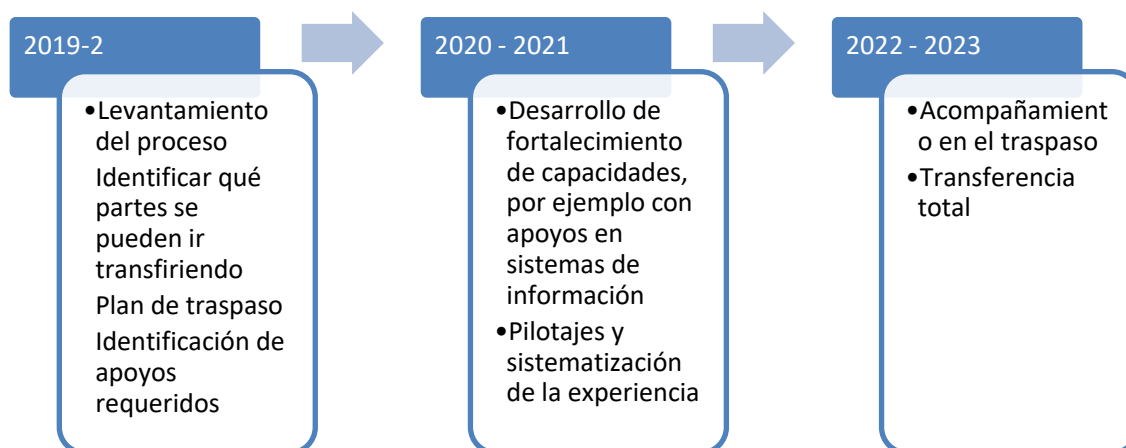 2019-2
•Levantamiento
del proceso
Identificar qué
partes se
pueden ir
transfiriendo
Plan de traspaso
Identificación de
apoyos
requeridos
2020 - 2021
•Desarrollo de
fortalecimiento
de capacidades,
por ejemplo con
apoyos en
sistemas de
información
•Pilotajes y
sistematización
de la experiencia
2022 - 2023
•Acompañamient
o en el traspaso
•Transferencia
total